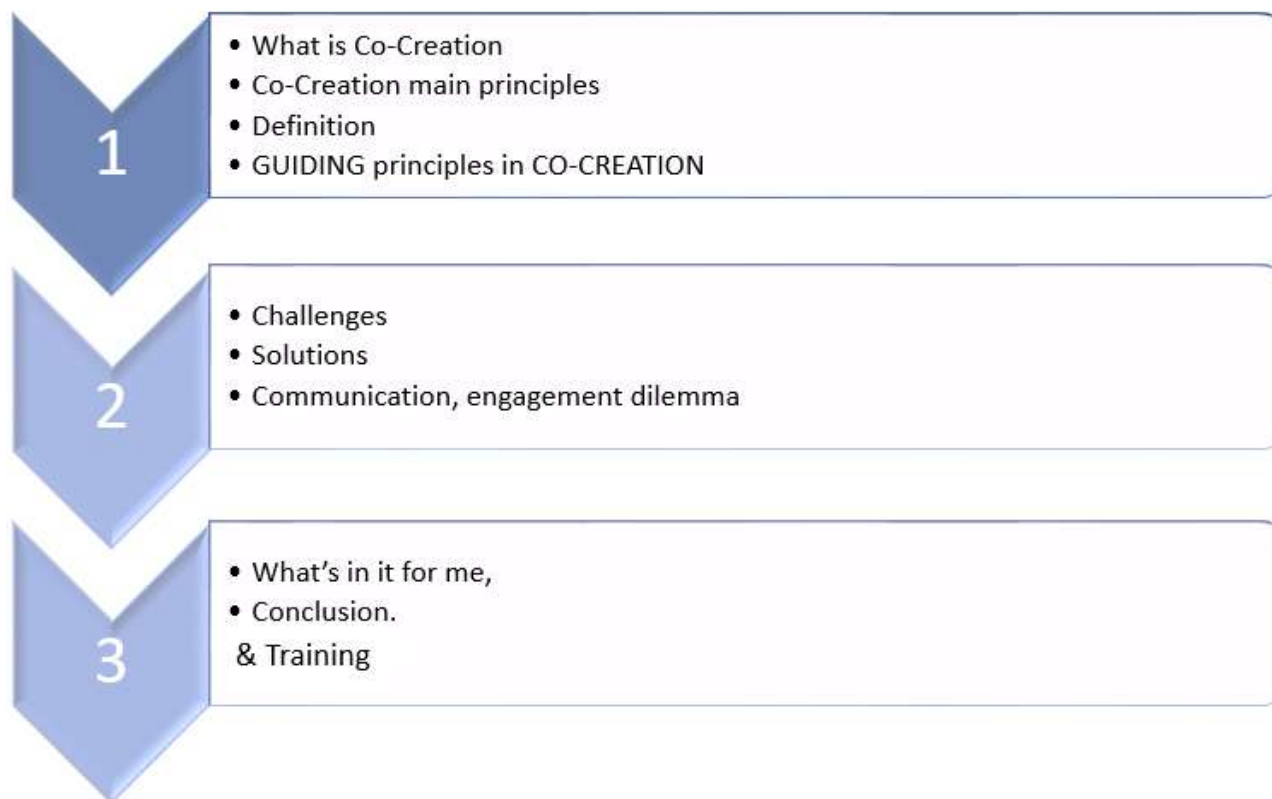 1
• What is Co-Creation
• Co-Creation main principles
• Definition
• GUIDING principles in CO-CREATION
2
• Challenges
• Solutions
• Communication, engagement dilemma
3
• What's in it for me,
• Conclusion.
& Training